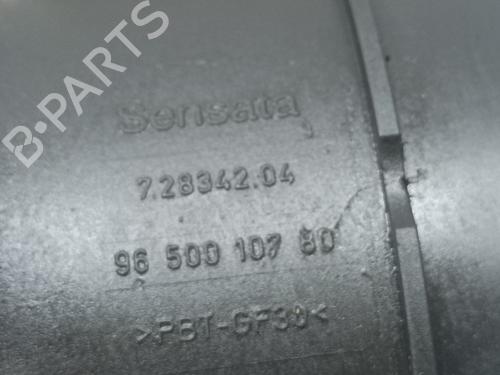 B-PARTS
Sensata
7.28342.04
96 500 107 80
>PBT-GF30<